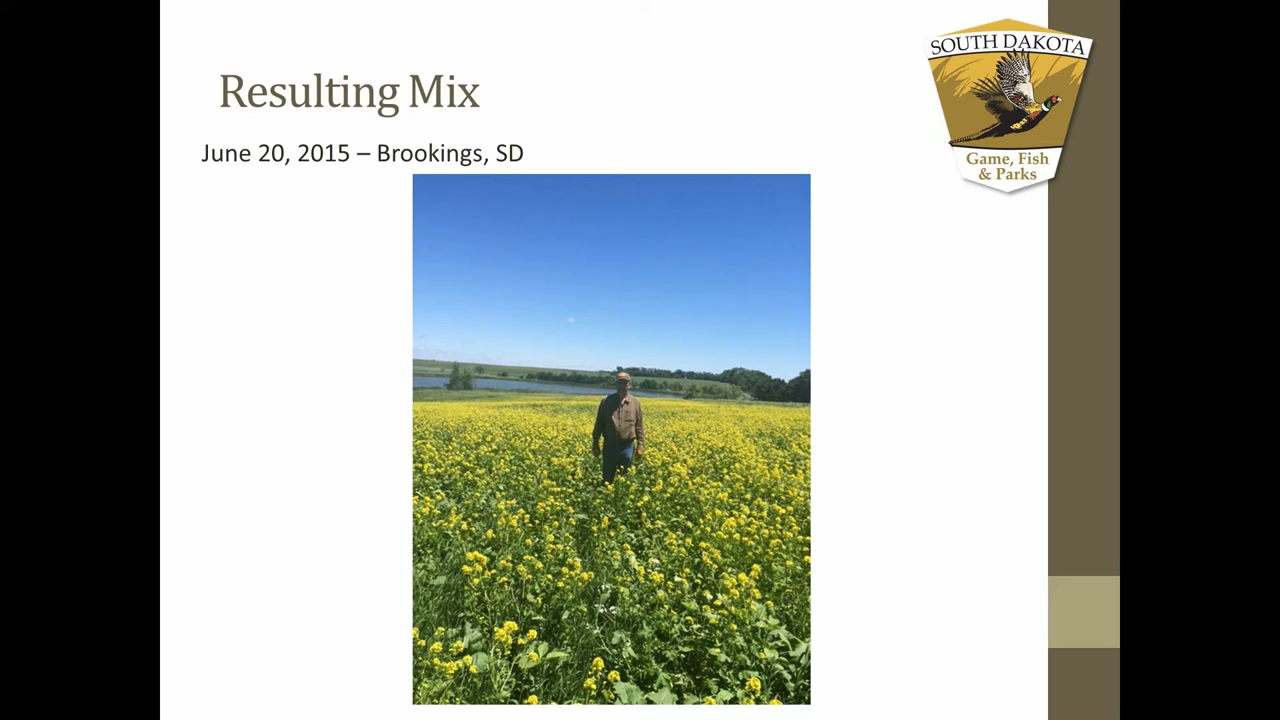 Resulting Mix
June 20, 2015 – Brookings, SD
SOUTH DAKOTA
Game, Fish
& Parks